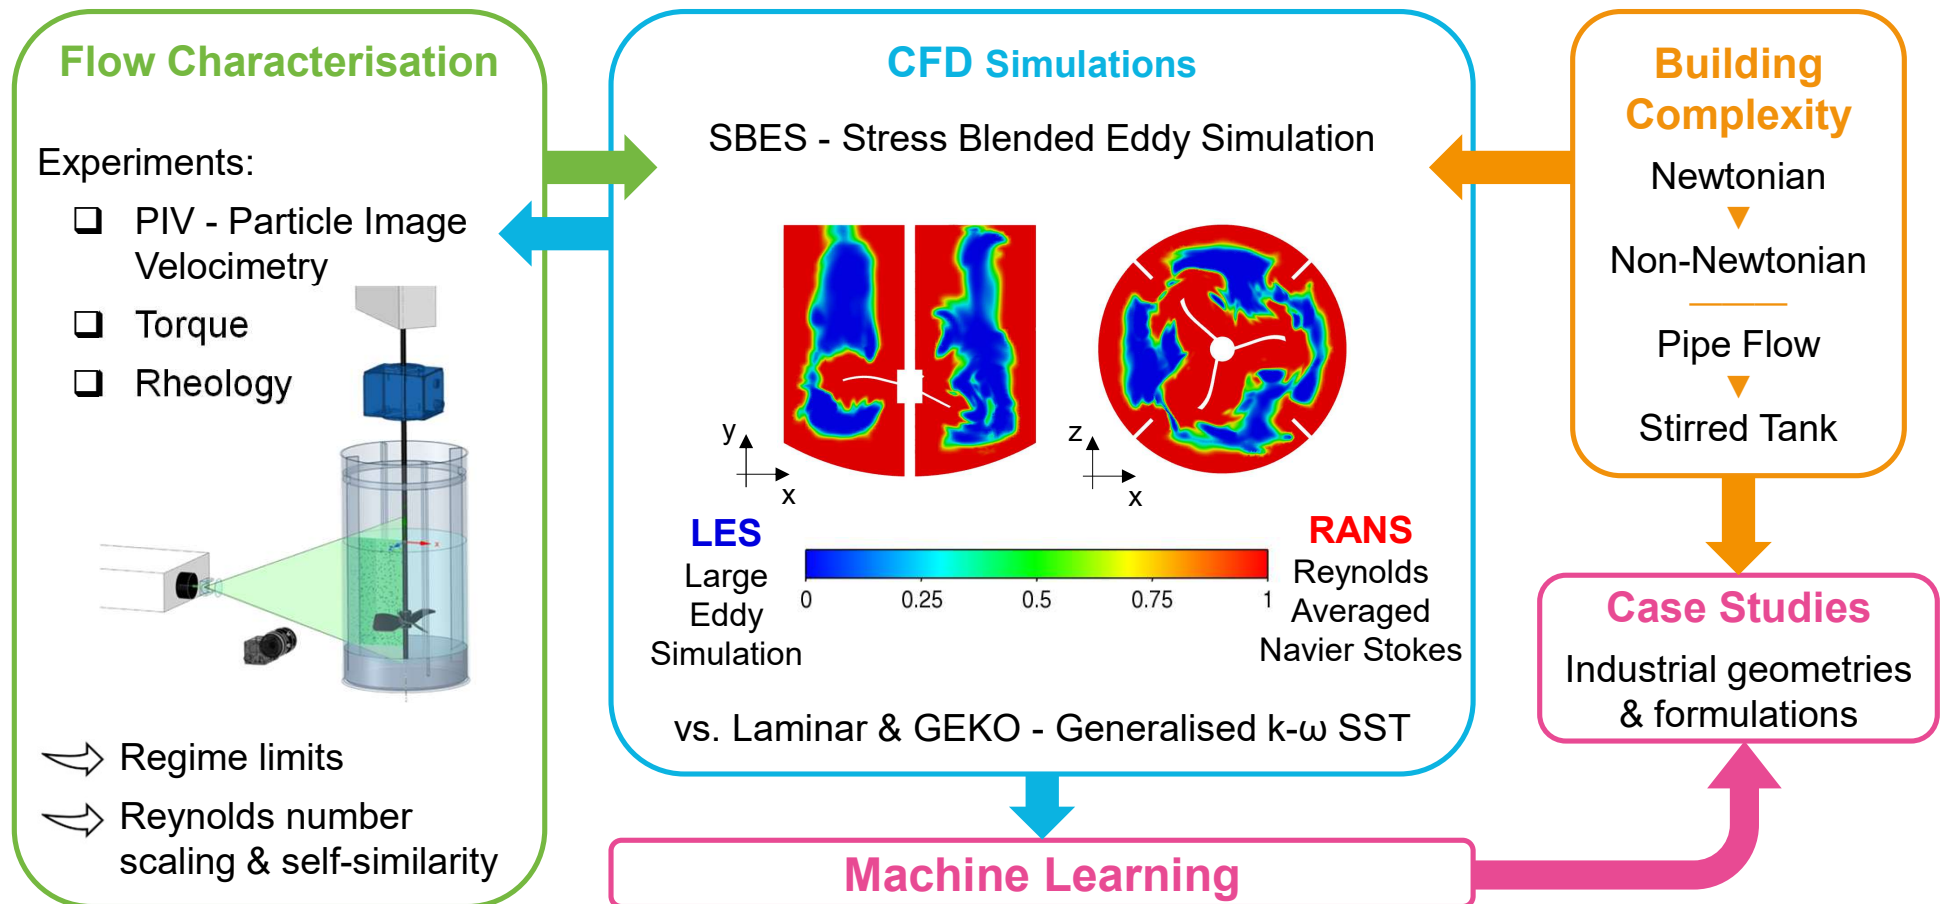 Flow Characterisation
Experiments:
PIV - Particle Image
Velocimetry
Torque
Rheology
x
Regime limits
Reynolds number
scaling & self-similarity
CFD Simulations
SBES - Stress Blended Eddy Simulation
y
x
z
x
LES
Large
Eddy
Simulation
0 0.25 0.5 0.75 1
RANS
Reynolds
Averaged
Navier Stokes
vs. Laminar & GEKO - Generalised k-ω SST
Machine Learning
Building
Complexity
Newtonian
Non-Newtonian
Pipe Flow
Stirred Tank
Case Studies
Industrial geometries
& formulations